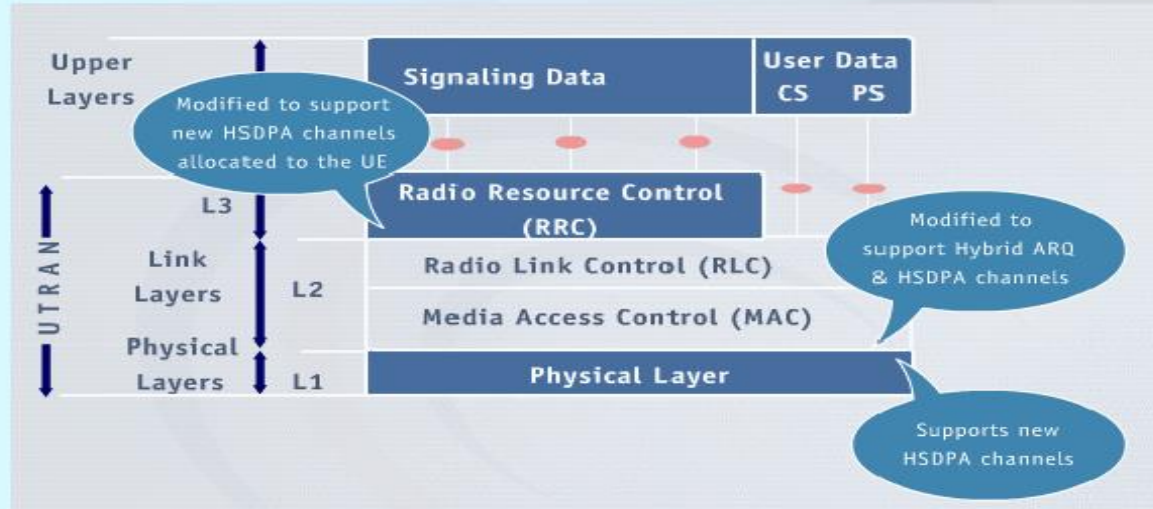 Upper
Layers
Signaling Data
User Data
CS PS
Modified to support
new HSDPA channels
allocated to the UE
UTRAN
L3
Radio Resource Control
(RRC)
Modified to
support Hybrid ARQ
& HSDPA channels
Link
Layers
L2
Radio Link Control (RLC)
Media Access Control (MAC)
Physical
Layers
L1
Physical Layer
Supports new
HSDPA channels